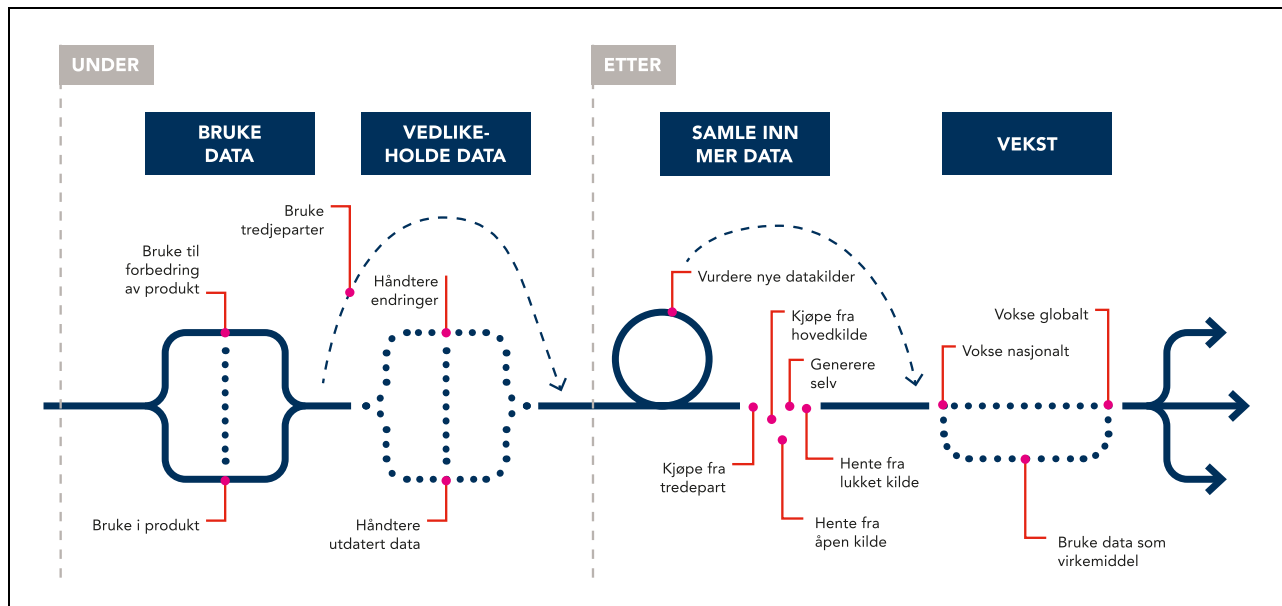 UNDER
ETTER
BRUKE
DATA
VEDLIKE-
HOLDE DATA
SAMLE INN
MER DATA
VEKST
Bruke
tredjeparter
Bruke til
forbedring
av produkt
Håndtere
endringer
Vurdere nye datakilder
Kjøpe fra
hovedkilde
Vokse globalt
Vokse nasjonalt
Generere
selv
Kjøpe fra
tredepart
Hente fra
lukket kilde
Bruke i produkt
Håndtere
utdatert data
Hente fra
åpen kilde
Bruke data som
virkemiddel